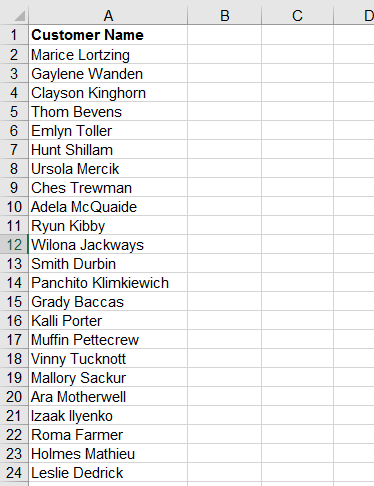 A B C D
1 Customer Name
2 Marice Lortzing
3 Gaylene Wanden
4 Clayson Kinghorn
5 Thom Bevens
6 Emlyn Toller
7 Hunt Shillam
8 Ursola Mercik
9 Ches Trewman
10 Adela McQuaide
11 Ryun Kibby
12 Wilona Jackways
13 Smith Durbin
14 Panchito Klimkiewich
15 Grady Baccas
16 Kalli Porter
17 Muffin Pettecrew
18 Vinny Tucknott
19 Mallory Sackur
20 Ara Motherwell
21 Izaak Ilyenko
22 Roma Farmer
23 Holmes Mathieu
24 Leslie Dedrick